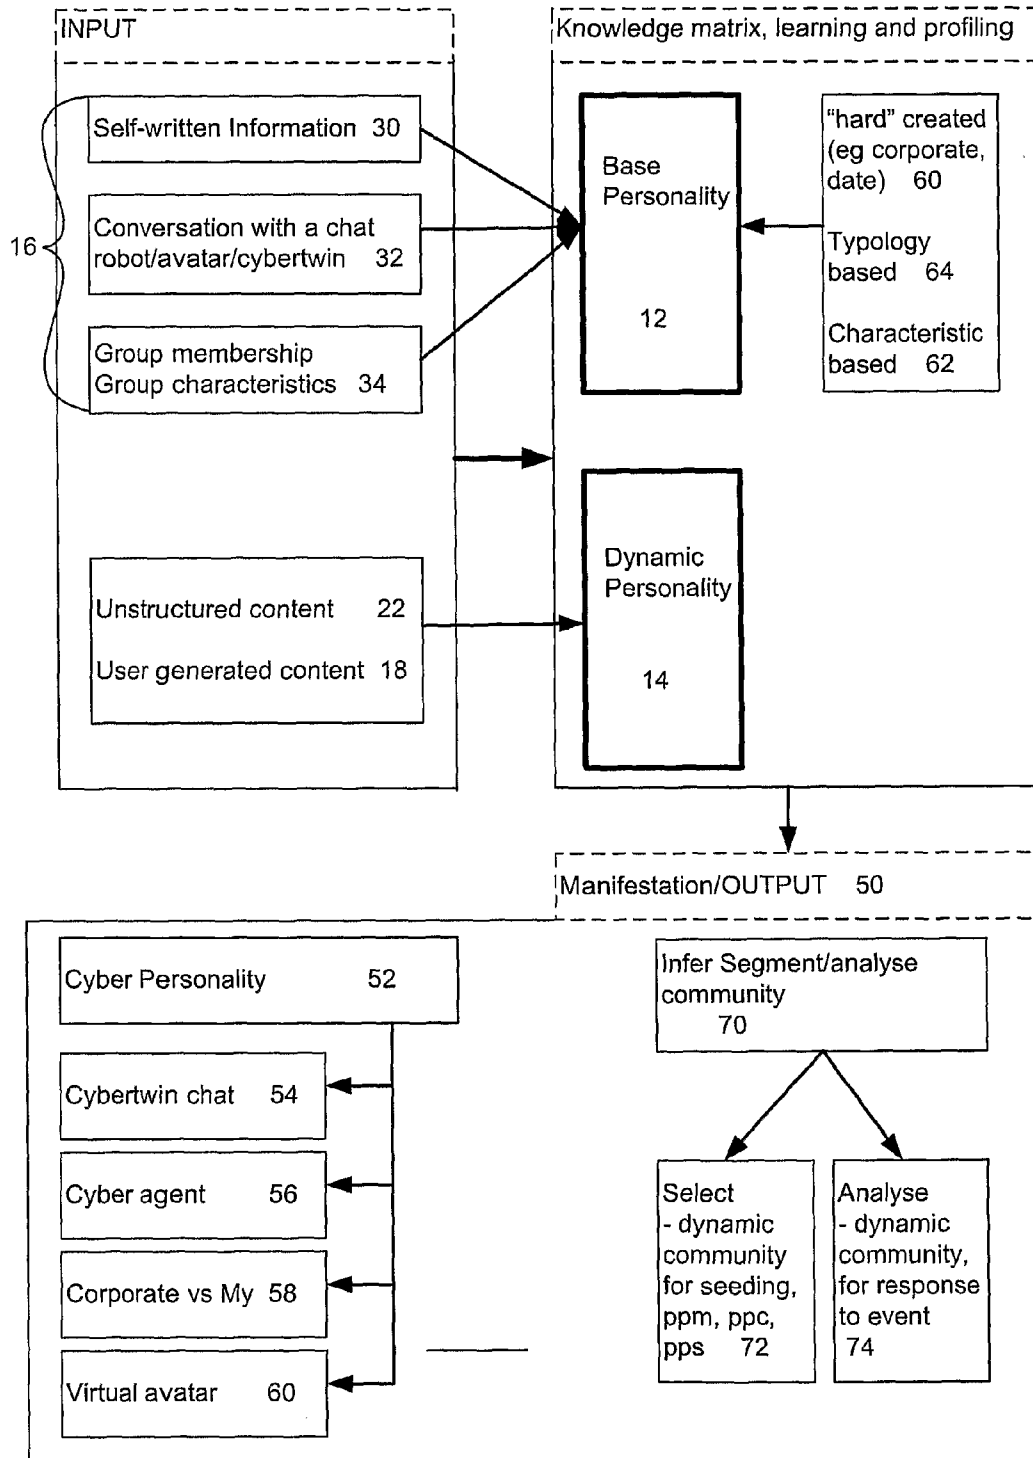 INPUT
Knowledge matrix, learning and profiling
16
Self-written Information 30
Conversation with a chat
robot/avatar/cybertwin 32
Group membership
Group characteristics 34
Unstructured content 22
User generated content 18
Base
Personality
12
Dynamic
Personality
14
"hard" created
(eg corporate,
date) 60
Typology
based 64
Characteristic
based 62
Manifestation/OUTPUT 50
Cyber Personality 52
Cybertwin chat 54
Cyber agent 56
Corporate vs My 58
Virtual avatar 60
Infer Segment/analyse
community
70
Select
- dynamic
community
for seeding,
ppm, ppc,
pps 72
Analyse
- dynamic
community,
for response
to event
74